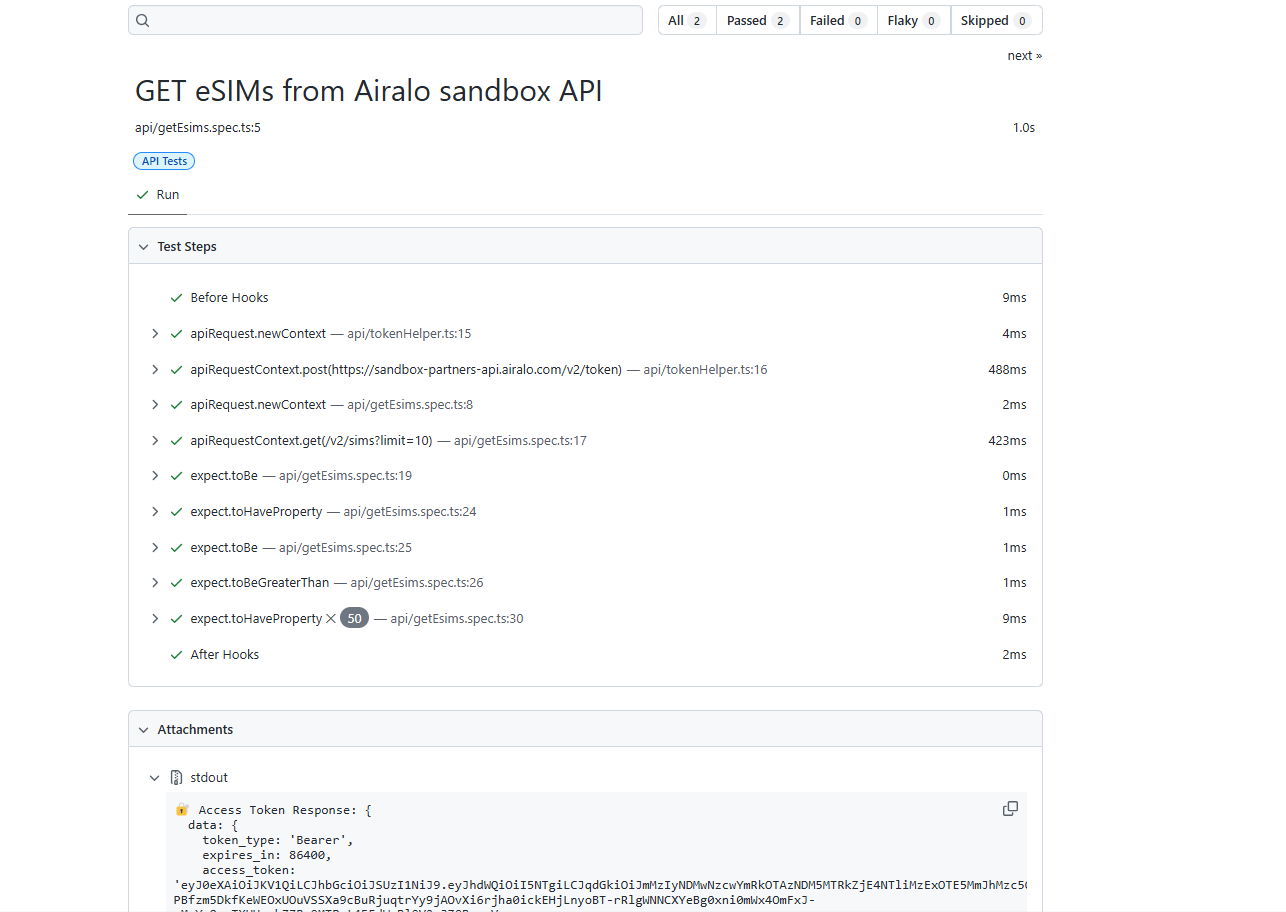 All 2 Passed 2 Failed 0 Flaky 0 Skipped 0
next »
GET eSIMs from Airalo sandbox API
api/getEsims.spec.ts:5 1.0s
API Tests
Run
Test Steps
Before Hooks 9ms
apiRequest.newContext — api/tokenHelper.ts:15 4ms
apiRequestContext.post(https://sandbox-partners-api.airalo.com/v2/token) — api/tokenHelper.ts:16 488ms
apiRequest.newContext — api/getEsims.spec.ts:8 2ms
apiRequestContext.get(/v2/sims?limit=10) — api/getEsims.spec.ts:17 423ms
expect.toBe — api/getEsims.spec.ts:19 0ms
expect.toHaveProperty — api/getEsims.spec.ts:24 1ms
expect.toBe — api/getEsims.spec.ts:25 1ms
expect.toBeGreaterThan — api/getEsims.spec.ts:26 1ms
expect.toHaveProperty 50 — api/getEsims.spec.ts:30 9ms
After Hooks 2ms
Attachments
stdout
Access Token Response: {
data: {
token_type: 'Bearer',
expires_in: 86400,
access_token: